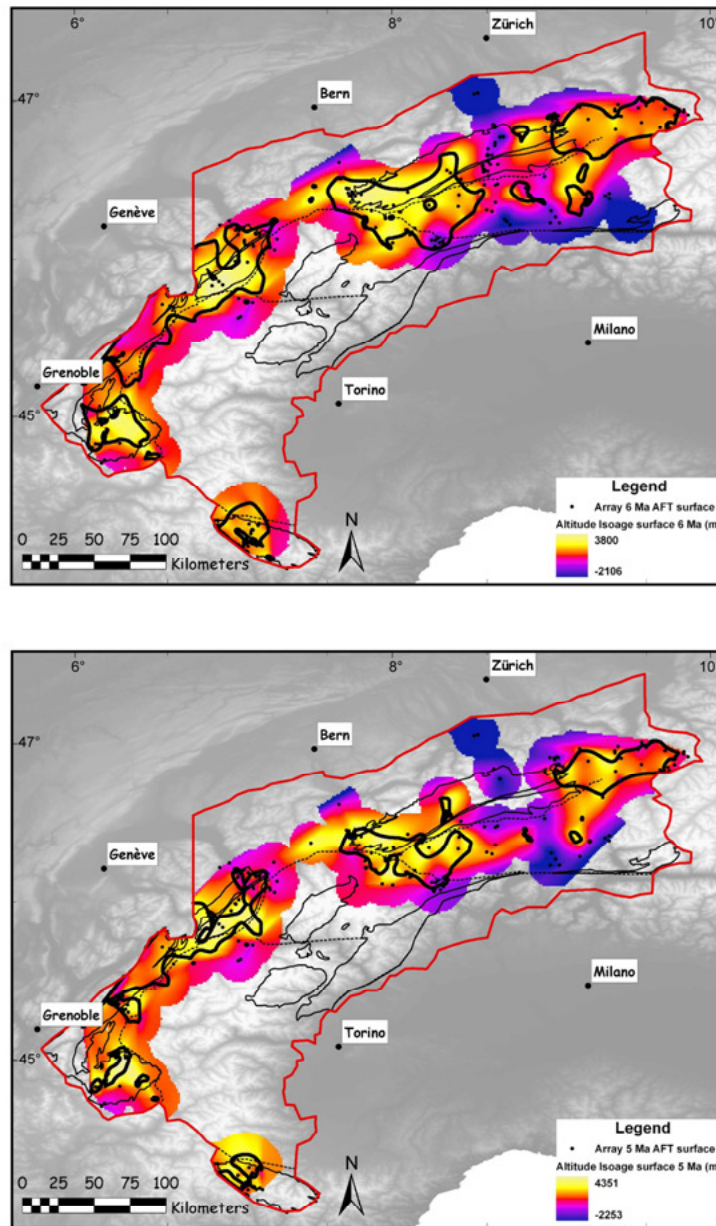 6°
8°
10°
Zürich
47°
Bern
Genève
Milano
Grenoble
45°
Torino
Legend
Array 6 Ma AFT surface
Altitude Isoage surface 6 Ma (m
3800
-2106
N
0 25 50 75 100
Kilometers
6°
8°
10°
Zürich
47°
Bern
Genève
Milano
Grenoble
45°
Torino
Legend
Array 5 Ma AFT surface
Altitude Isoage surface 5 Ma (m
4351
-2253
N
0 25 50 75 100
Kilometers